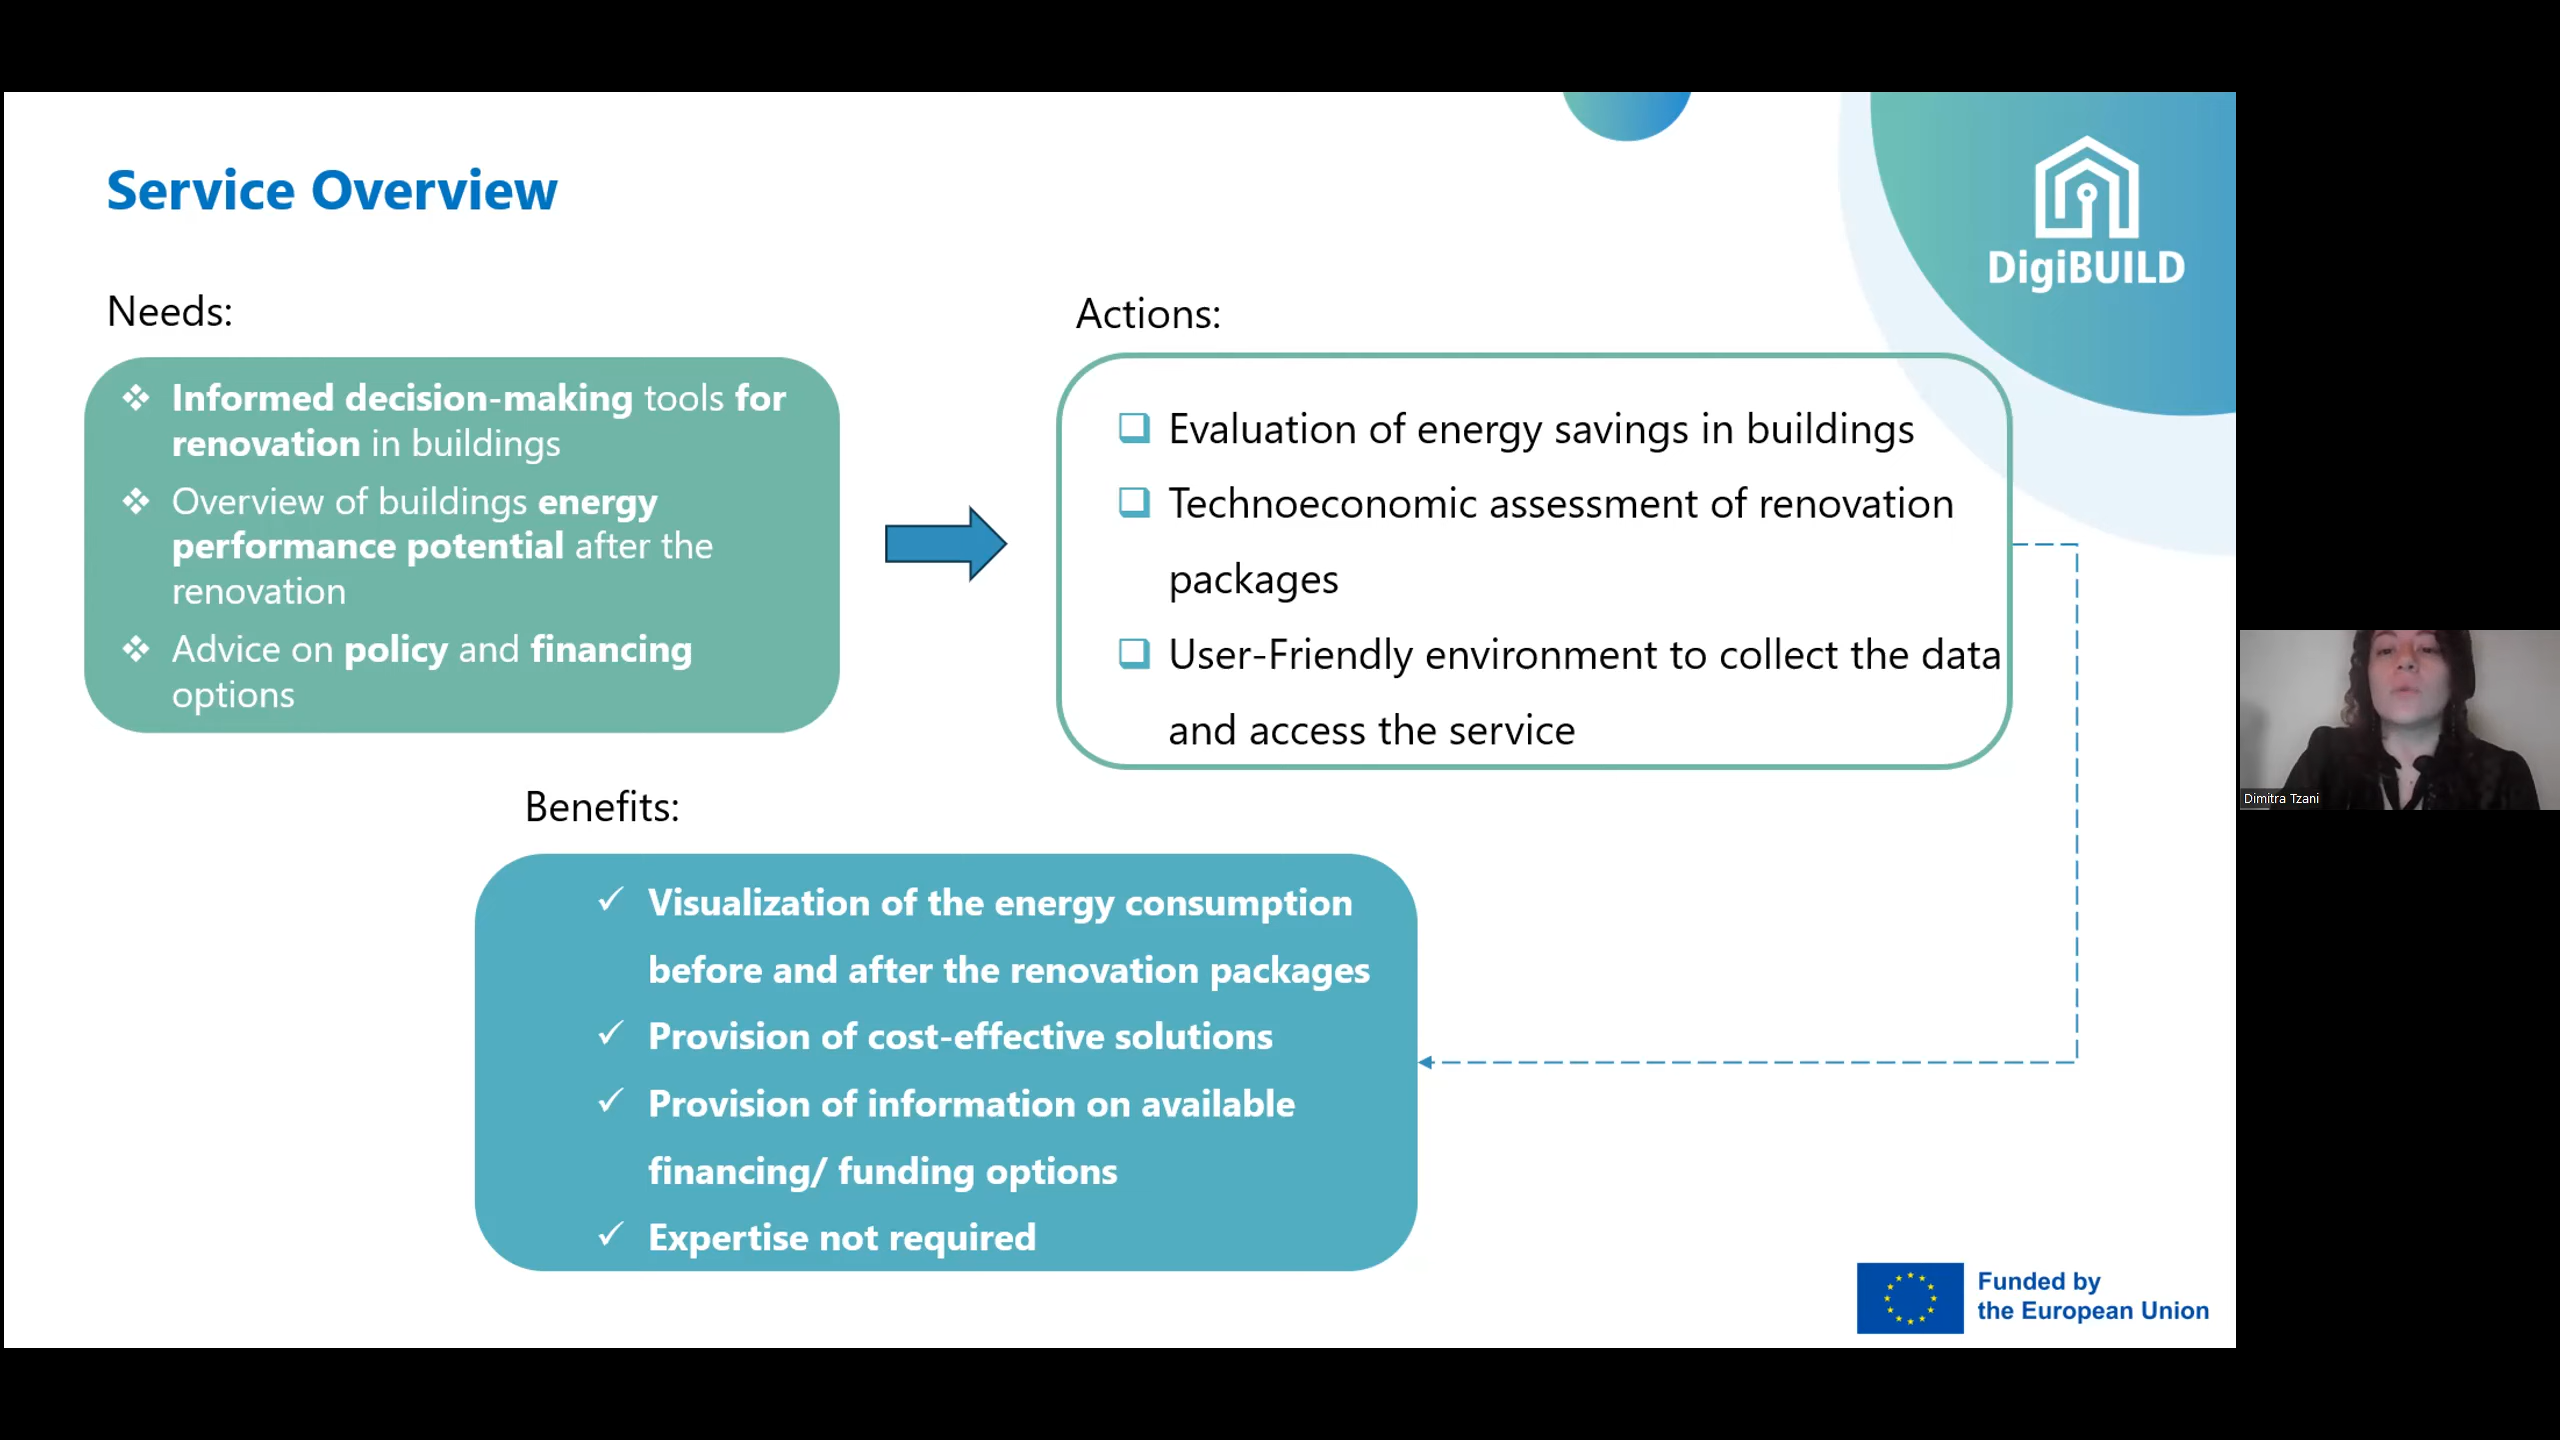 Service Overview
DigiBUILD
Needs:
❖ Informed decision-making tools for
renovation in buildings
❖ Overview of buildings energy
performance potential after the
renovation
❖ Advice on policy and financing
options
Actions:
❑ Evaluation of energy savings in buildings
❑ Technoeconomic assessment of renovation
packages
❑ User-Friendly environment to collect the data
and access the service
Benefits:
✓ Visualization of the energy consumption
before and after the renovation packages
✓ Provision of cost-effective solutions
✓ Provision of information on available
financing/ funding options
✓ Expertise not required
Funded by
the European Union
Dimitra Tzani